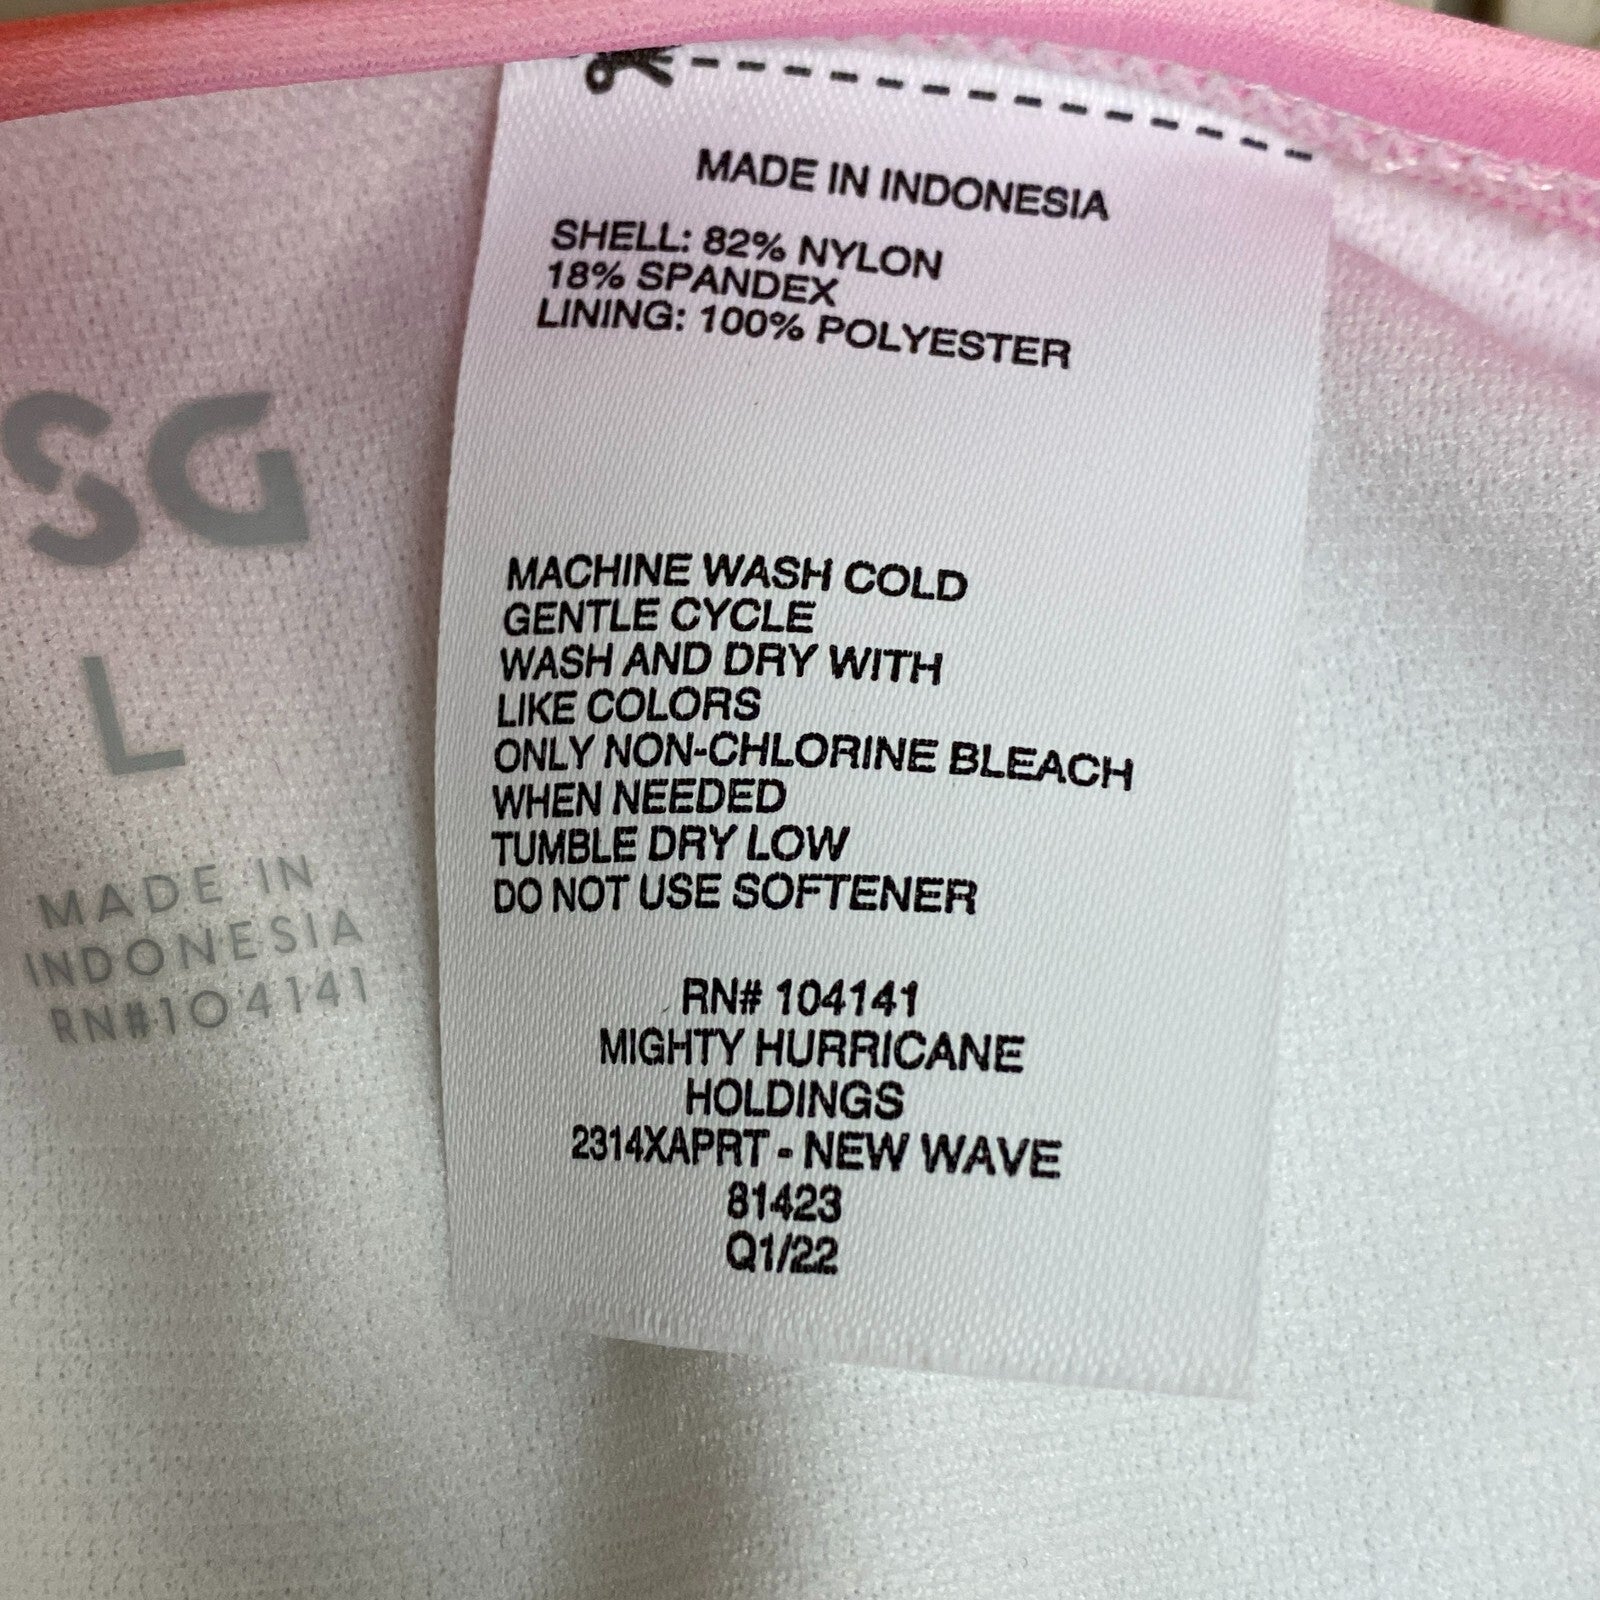 MADE IN INDONESIA
SHELL: 82% NYLON
18% SPANDEX
LINING: 100% POLYESTER
MACHINE WASH COLD
GENTLE CYCLE
WASH AND DRY WITH
LIKE COLORS
ONLY NON-CHLORINE BLEACH
WHEN NEEDED
TUMBLE DRY LOW
DO NOT USE SOFTENER
RN# 104141
MIGHTY HURRICANE
HOLDINGS
2314XAPRT - NEW WAVE
81423
Q1/22
SG
L
MADE IN
INDONESIA
RN#104141